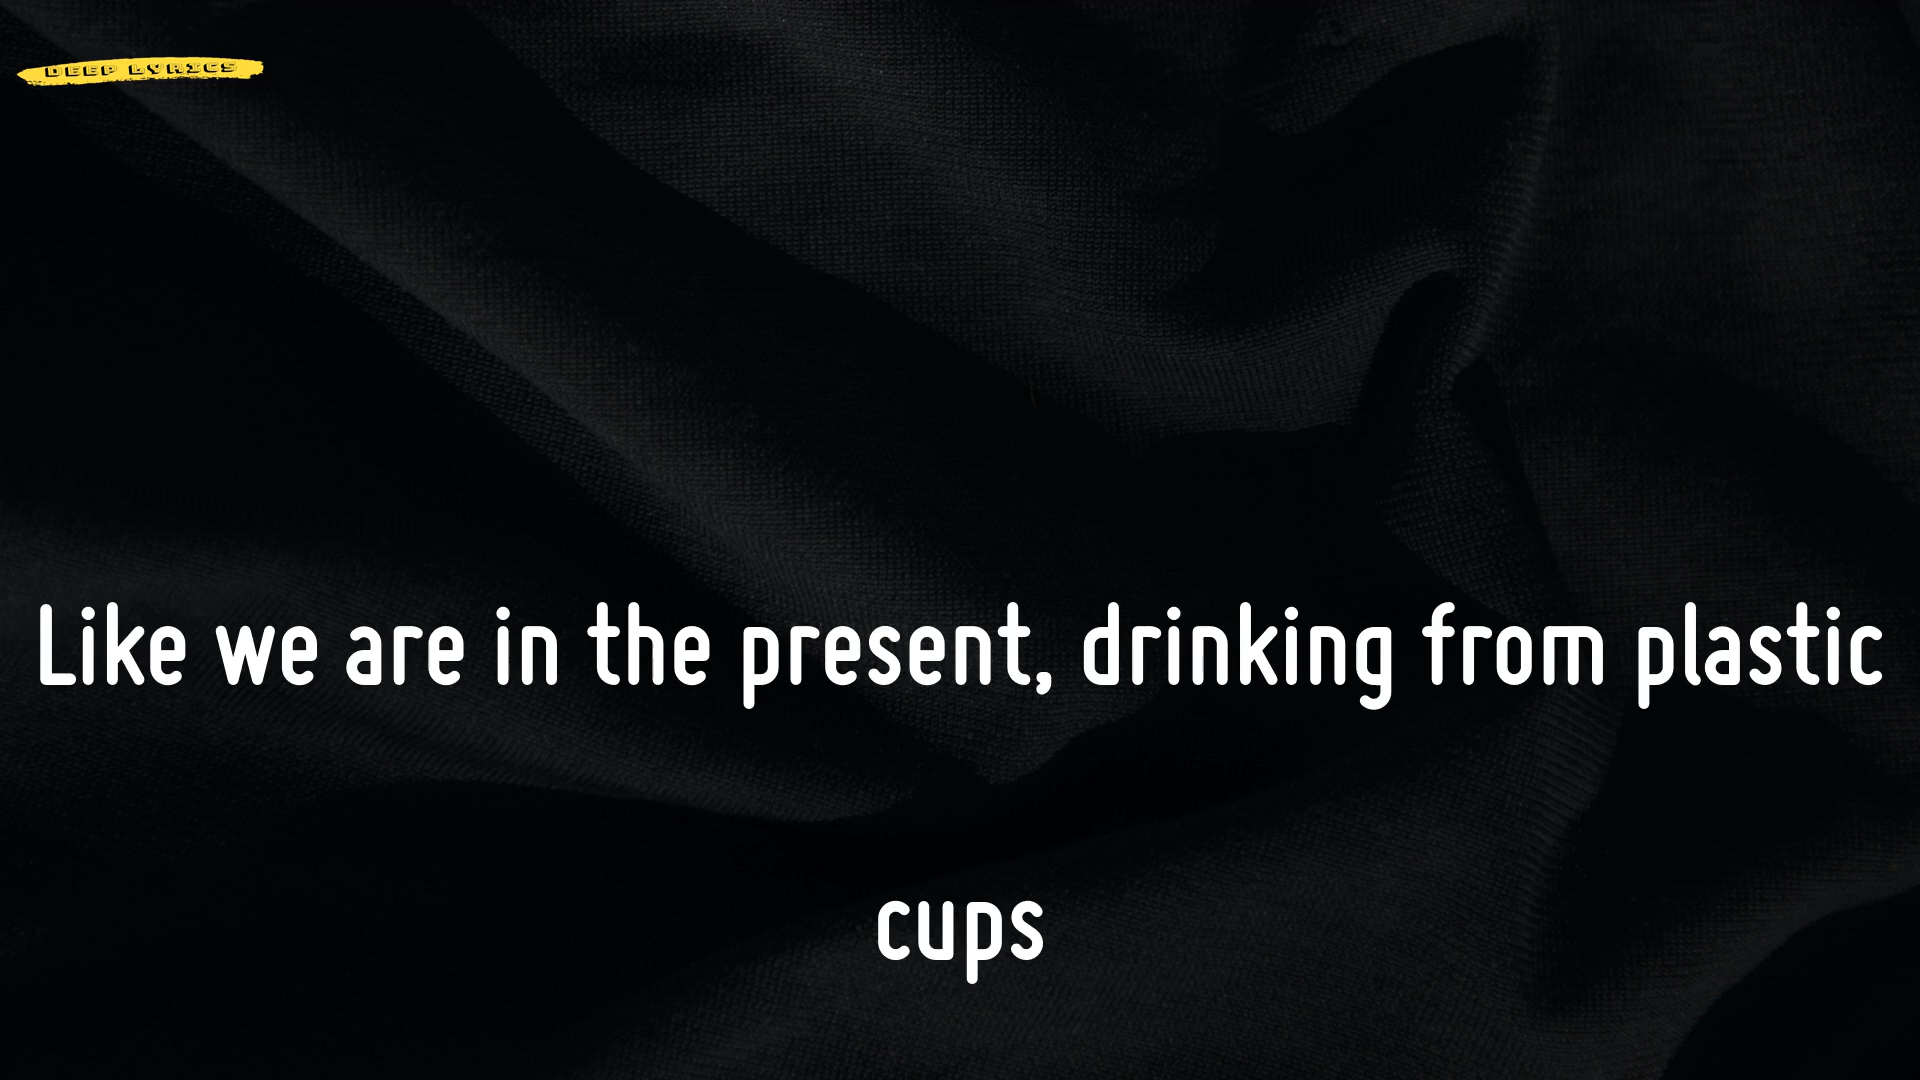 DEEP LYRICS
Like we are in the present, drinking from plastic
cups